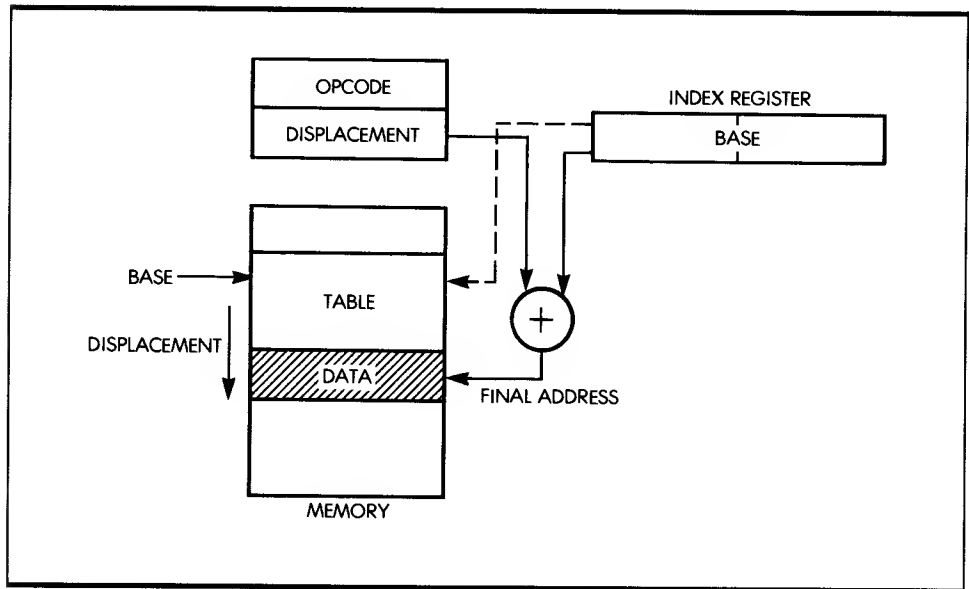 OPCODE
DISPLACEMENT
INDEX REGISTER
BASE
BASE
TABLE
DISPLACEMENT
DATA
+
FINAL ADDRESS
MEMORY